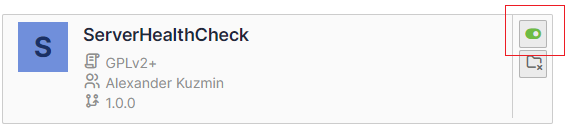 S
ServerHealthCheck
GPLv2+
Alexander Kuzmin
1.0.0